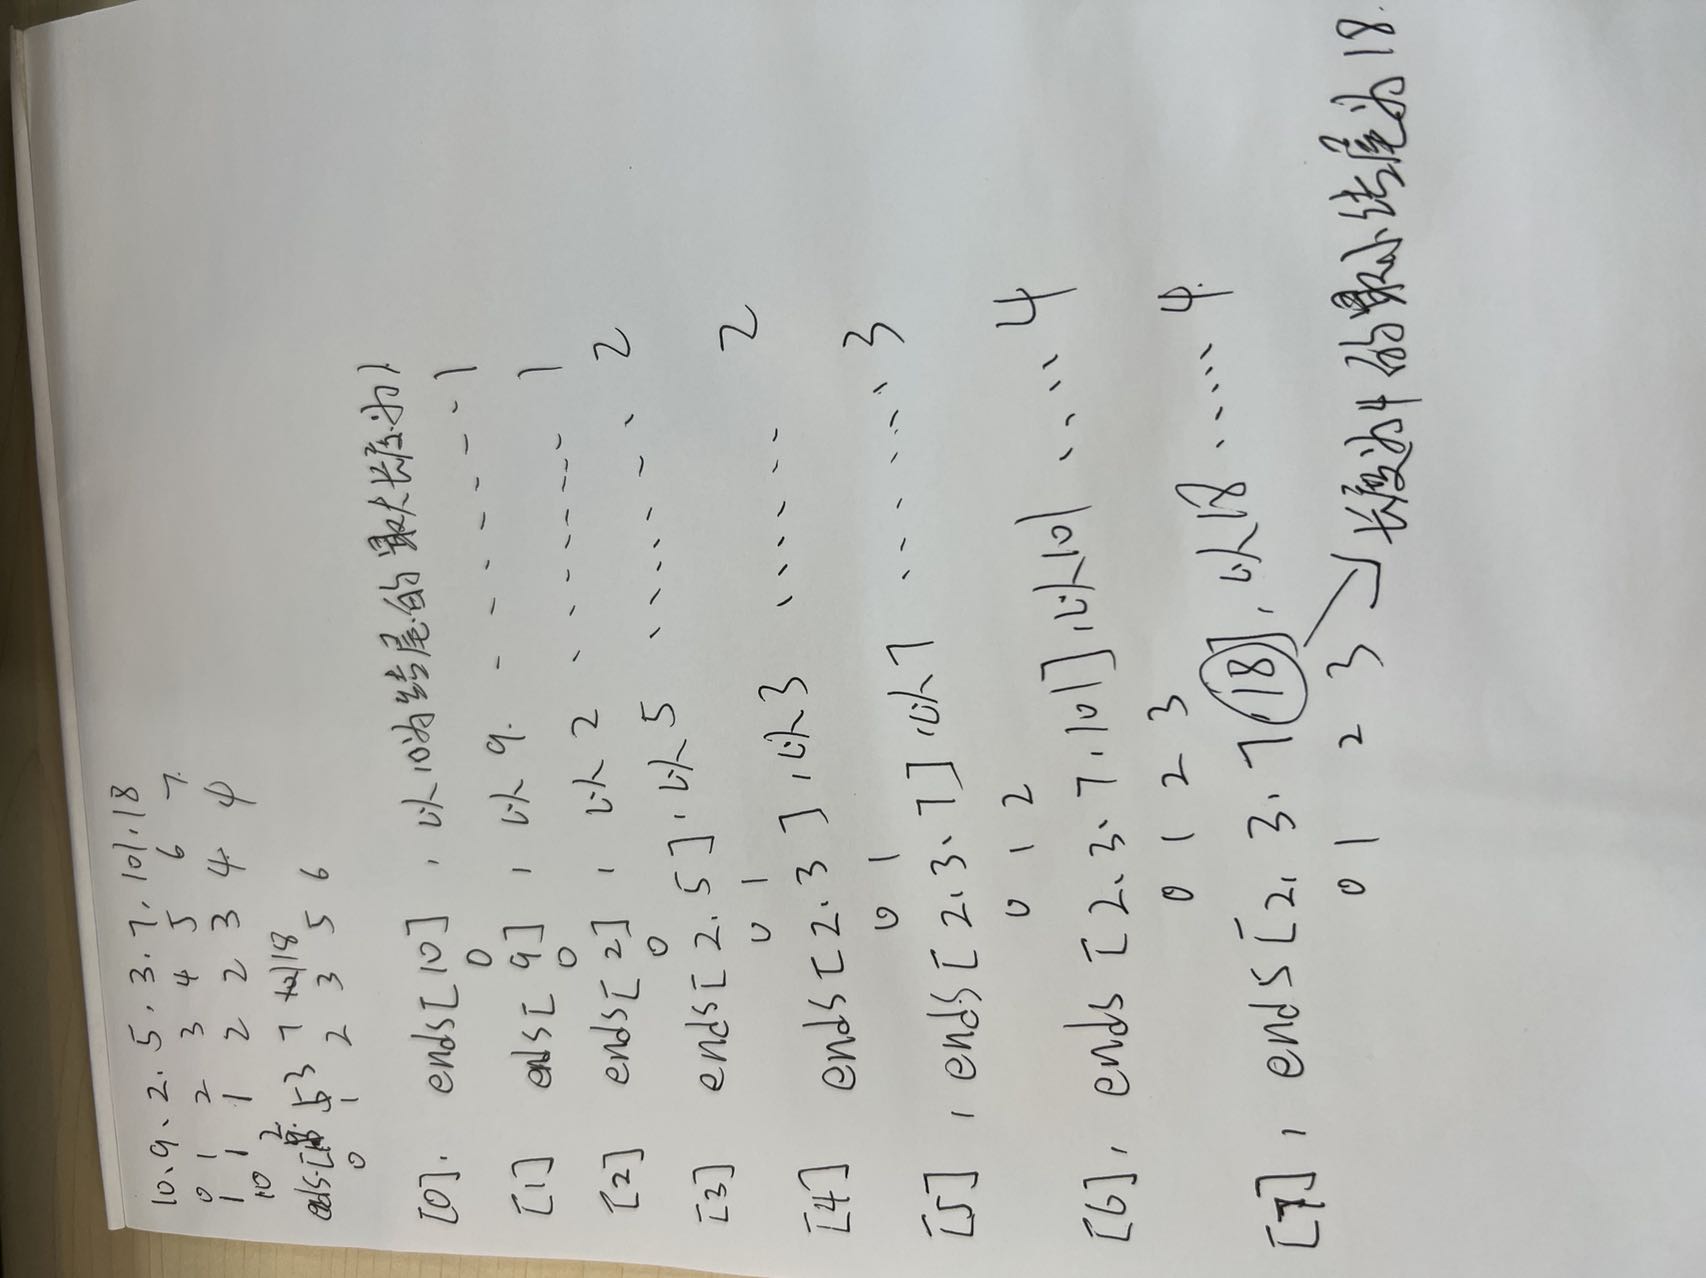 10、9、2、5、3、7、101、18
0 1 2 3 4 5 6 7
1 1 1 2 2 3 4 4
10 2
ends [ 5 3 7 18
0 1 2 3 5 6
[0]. ends[10] , 以10为结尾的最大长度为1
0
[1] ends[ 9] , 以9. ········ 1
0
[2] ends[ 2] , 以2 ········ 1
0
[3] ends[ 2. 5 ] , 以5 ········ 2
0 1
[4] ends[ 2、3 ] , 以3 ······ 2
0 1
[5] , ends[ 2、3、7 ] , 以7 ······· 3
0 1 2
[6], ends [2、3、7、101] , 以101 ···· 4
0 1 2 3
[7] , ends[2, 3, 7 18] , 以18 ····· 4
0 1 2 3 长度为4的最小结尾为18.